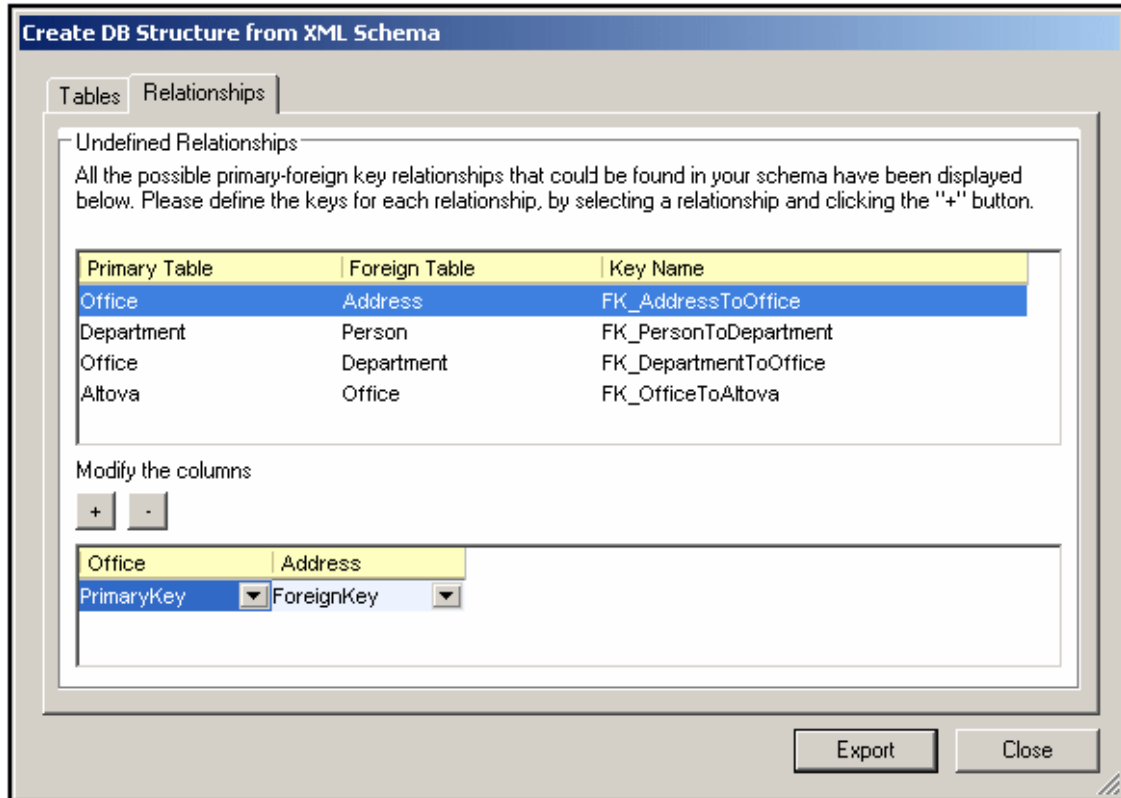 Create DB Structure from XML Schema
Tables Relationships
Undefined Relationships
All the possible primary-foreign key relationships that could be found in your schema have been displayed
below. Please define the keys for each relationship, by selecting a relationship and clicking the "+" button.
Primary Table Foreign Table Key Name
Office Address FK_AddressToOffice
Department Person FK_PersonToDepartment
Office Department FK_DepartmentToOffice
Altova Office FK_OfficeToAltova
Modify the columns
+ -
Office Address
PrimaryKey ForeignKey
Export Close